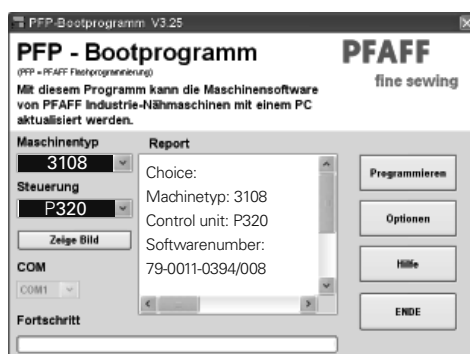 PFP-Bootprogramm V3.25
PFP - Bootprogramm
PFAFF
(PFP = PFAFF Flashprogrammierung)
fine sewing
Mit diesem Programm kann die Maschinensoftware
von PFAFF Industrie-Nähmaschinen mit einem PC
aktualisiert werden.
Maschinentyp
3108
Steuerung
P320
Zeige Bild
COM
COM1
Fortschritt
Report
Choice:
Machinetyp: 3108
Control unit: P320
Softwarenumber:
79-0011-0394/008
Programmieren
Optionen
Hilfe
ENDE